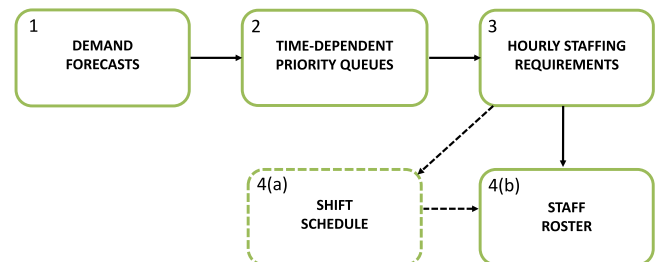 1
DEMAND
FORECASTS
2
TIME-DEPENDENT
PRIORITY QUEUES
3
HOURLY STAFFING
REQUIREMENTS
4(a)
SHIFT
SCHEDULE
4(b)
STAFF
ROSTER